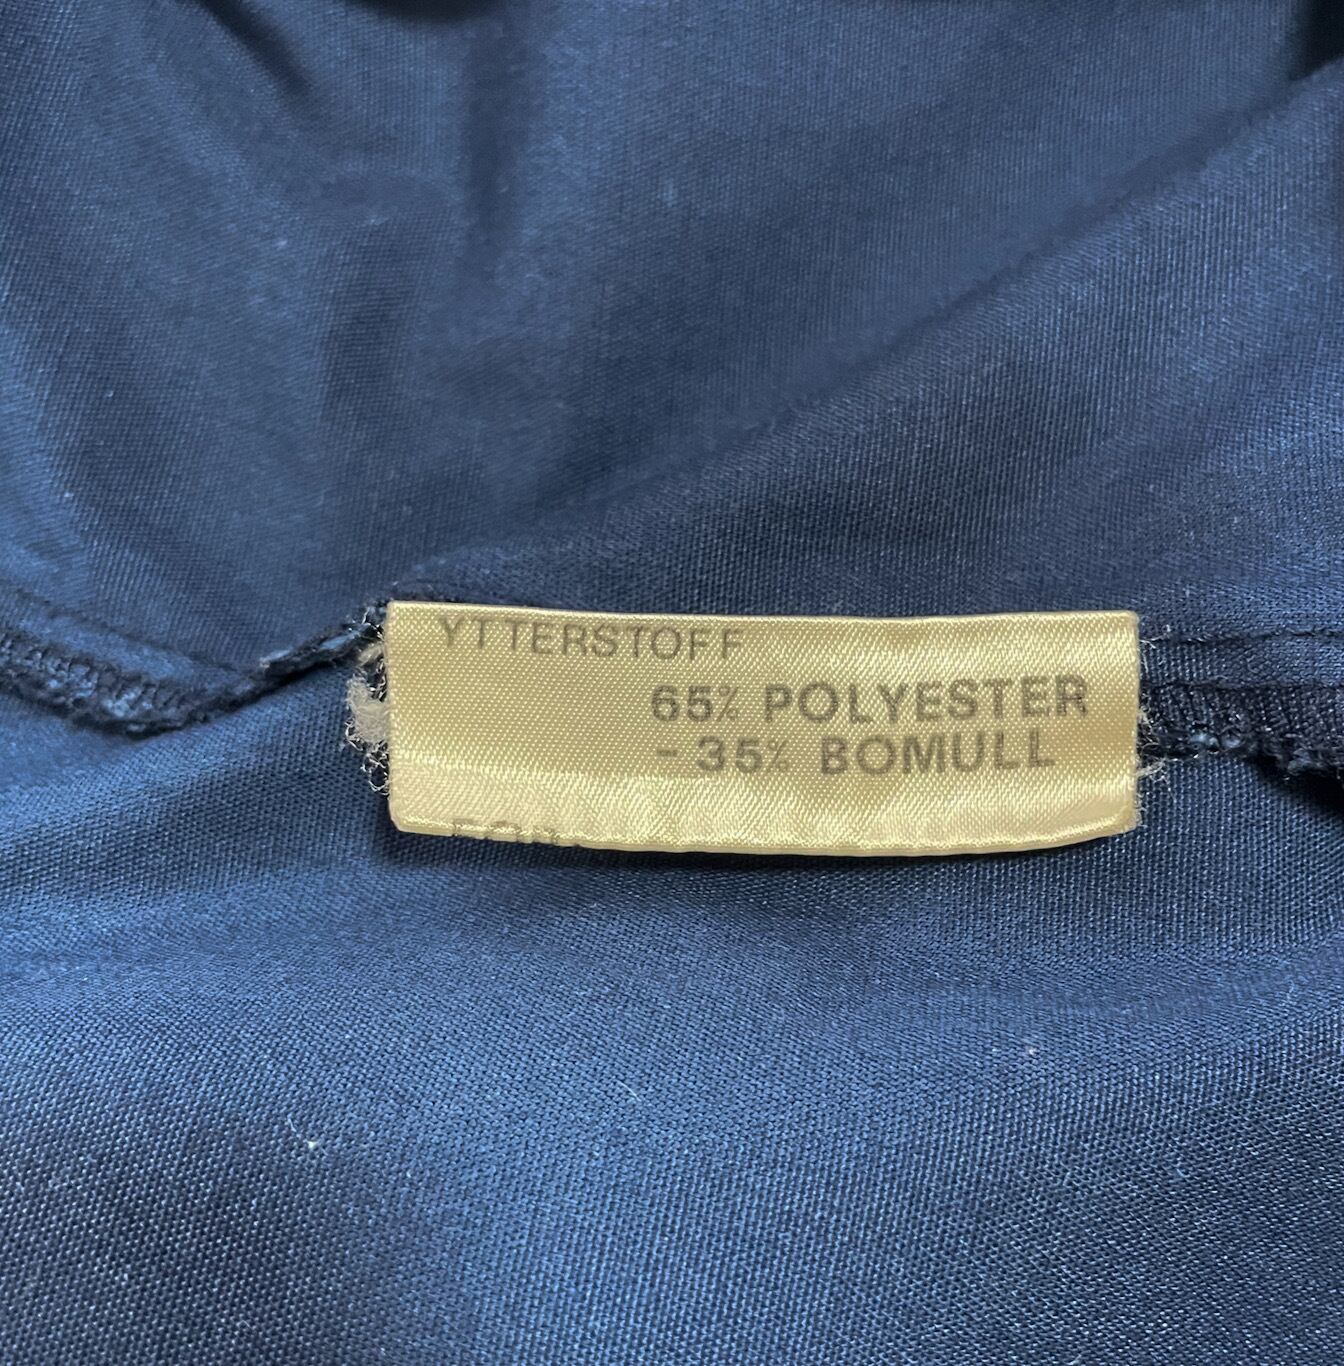 YTTERSTOFF
65% POLYESTER
- 35% BOMULL